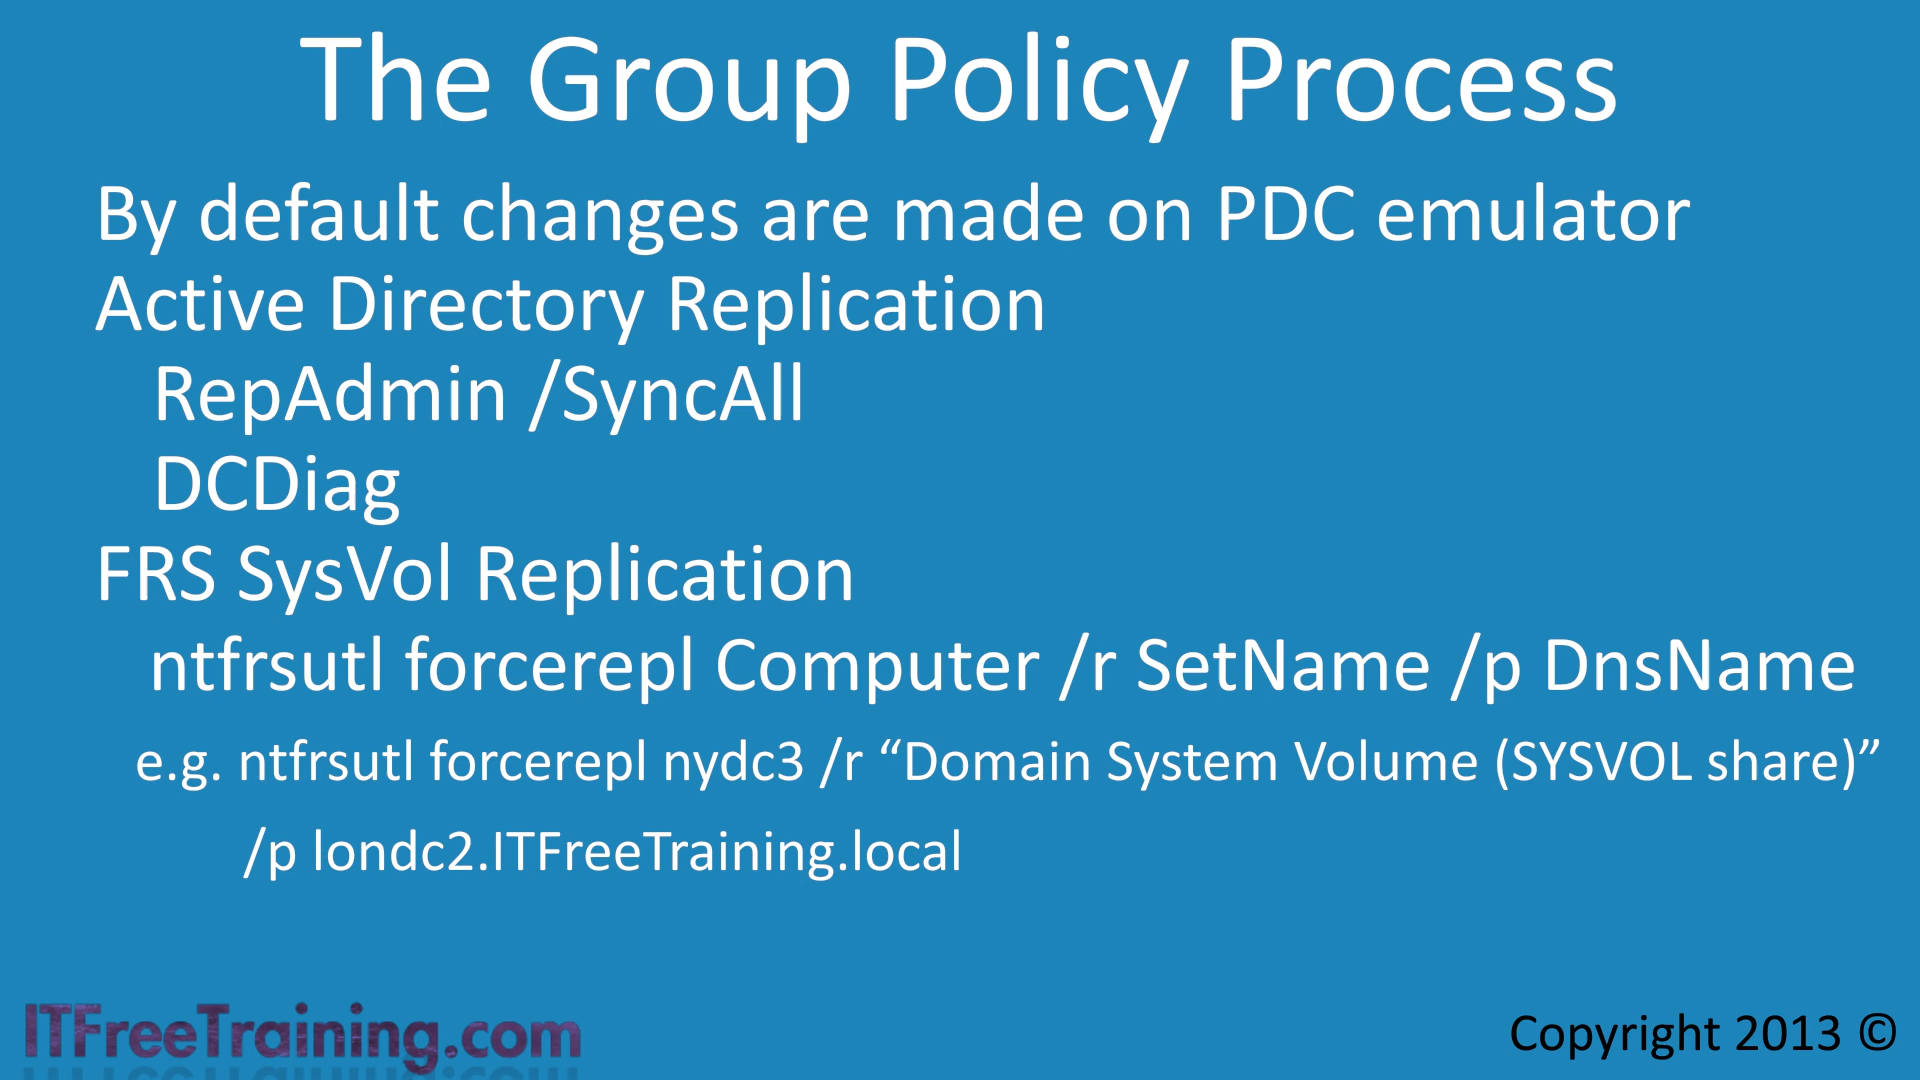 The Group Policy Process
By default changes are made on PDC emulator
Active Directory Replication
RepAdmin /SyncAll
DCDiag
FRS SysVol Replication
ntfrsutl forcerepl Computer /r SetName /p DnsName
e.g. ntfrsutl forcerepl nydc3 /r “Domain System Volume (SYSVOL share)”
/p londc2.ITFreeTraining.local
ITFreeTraining.com
Copyright 2013 ©